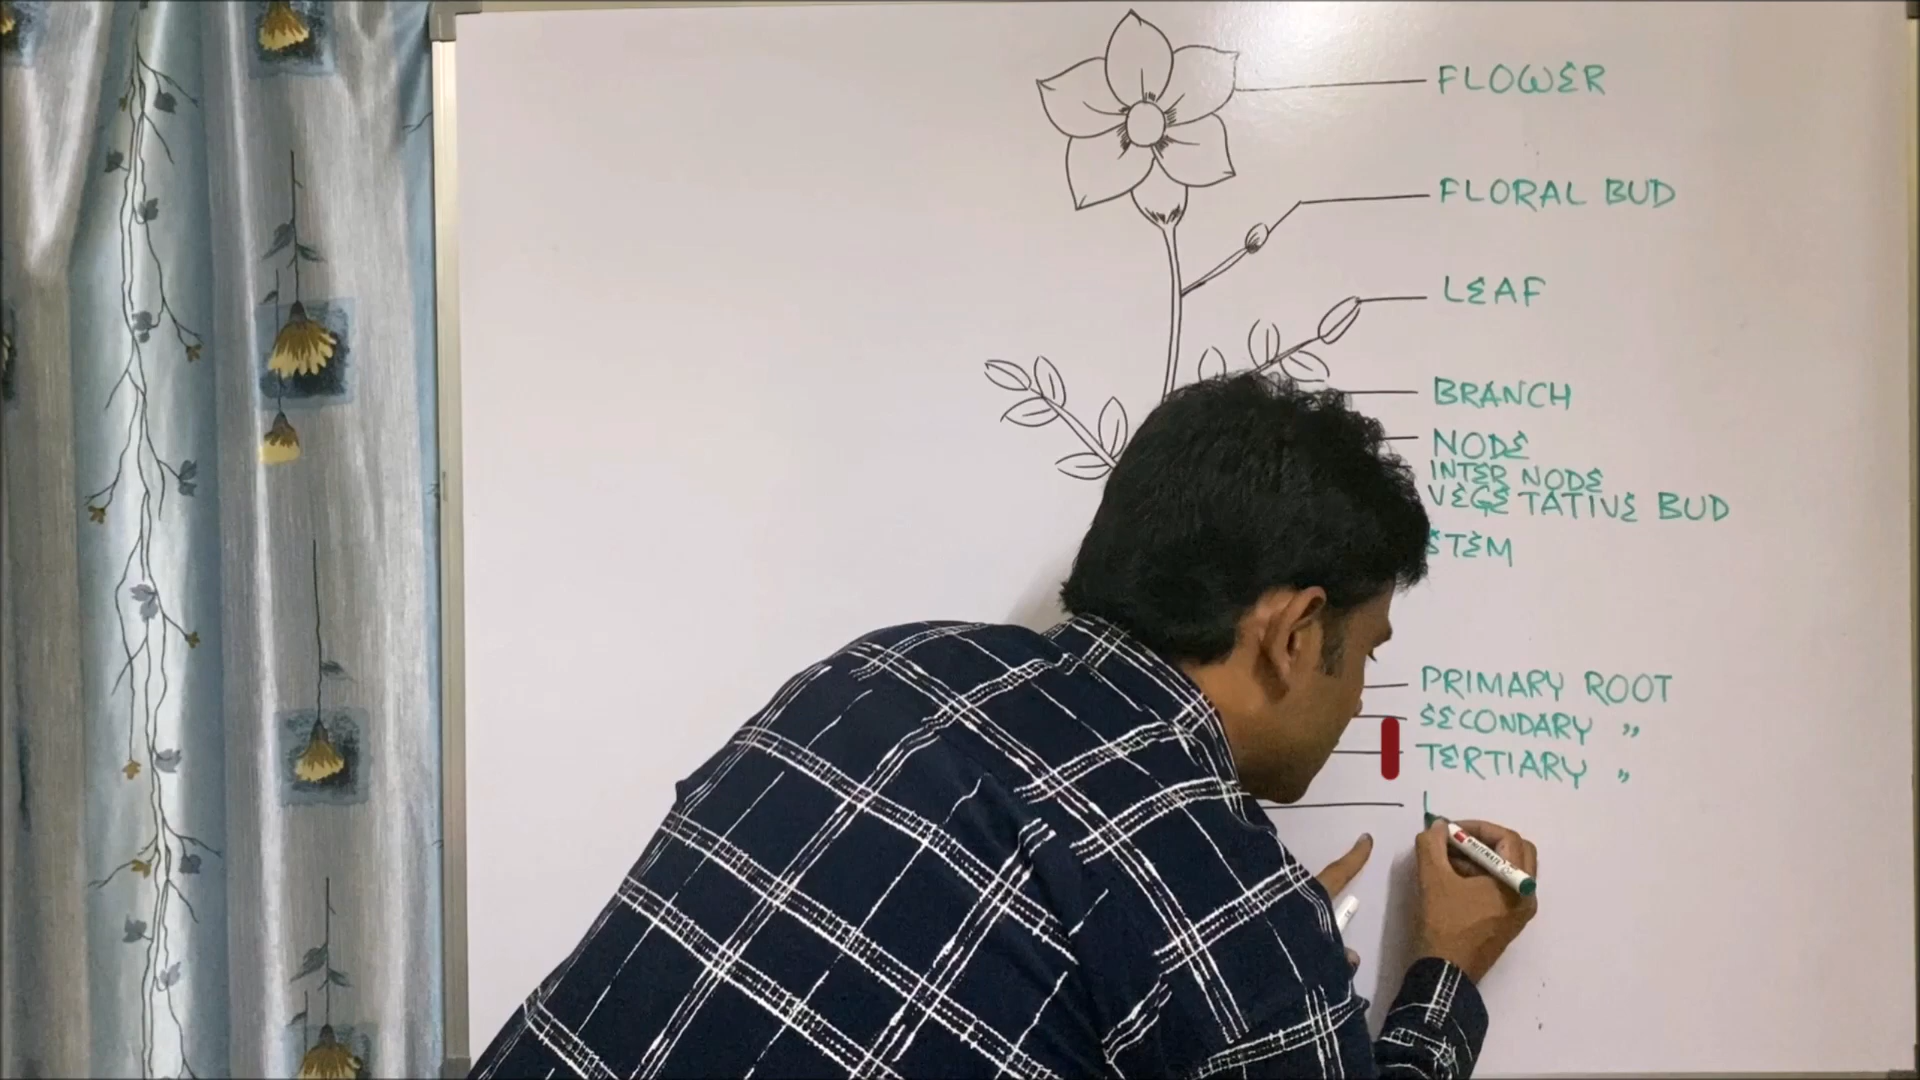 FLOWER
FLORAL BUD
LEAF
BRANCH
NODE
INTER NODE
VEGETATIVE BUD
STEM
PRIMARY ROOT
SECONDARY "
TERTIARY "